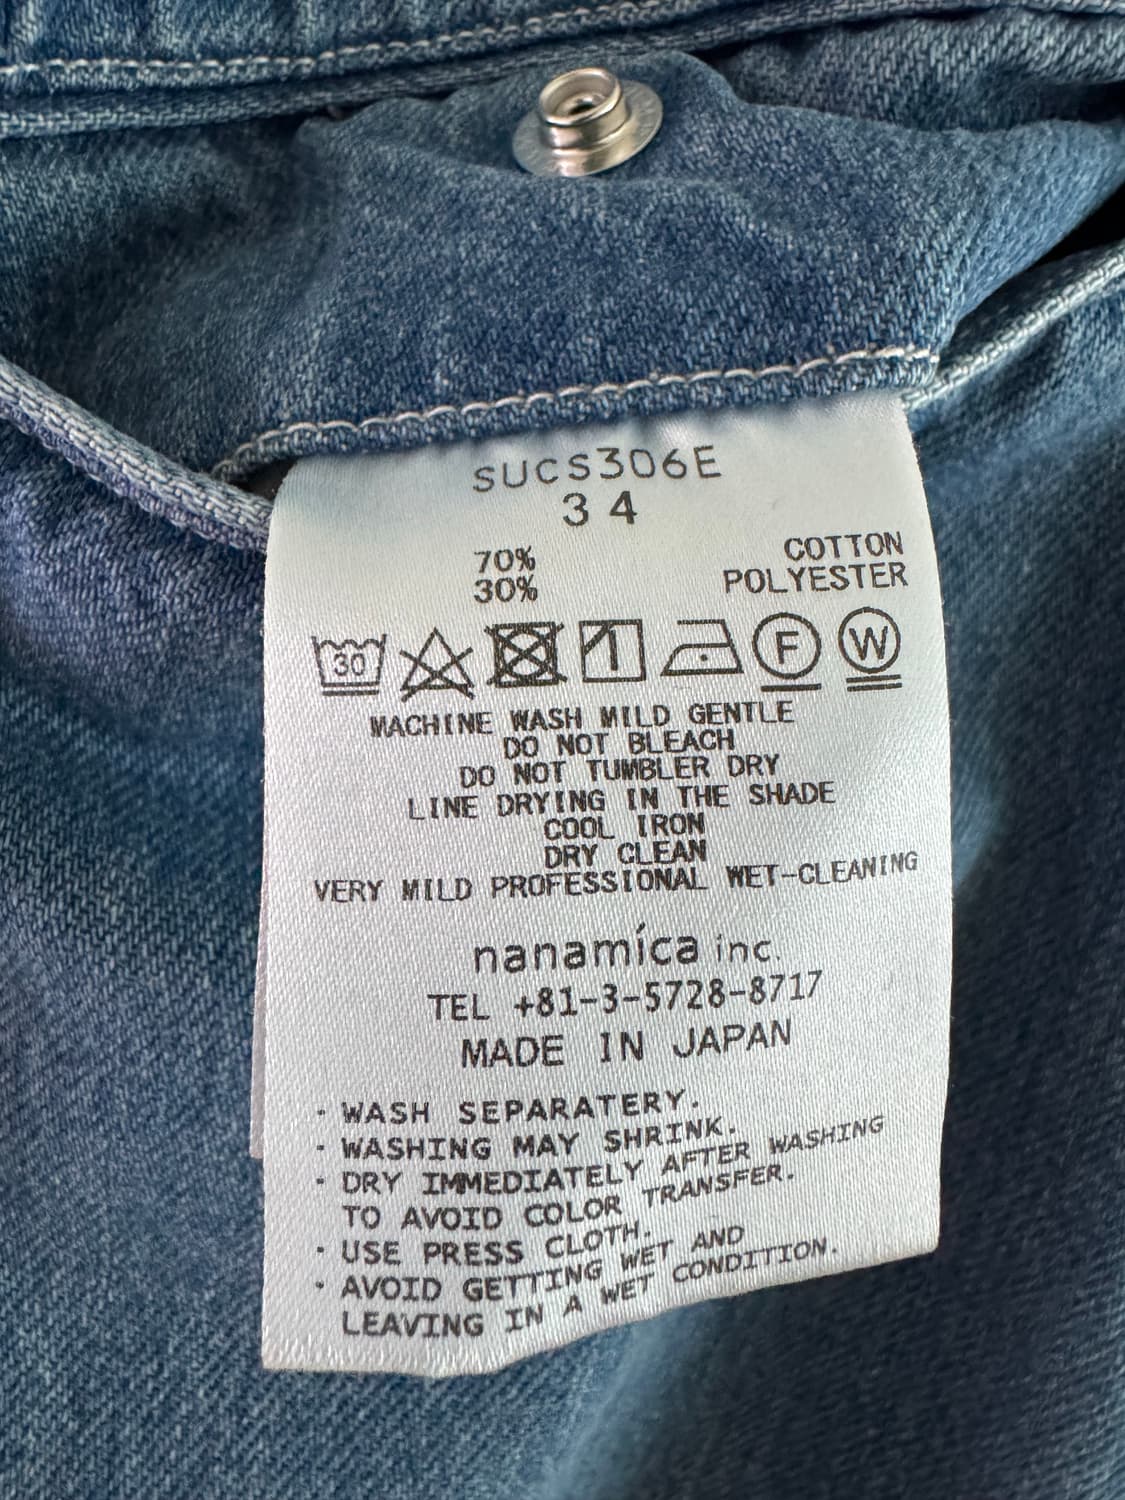 SUCS306E
34
70% COTTON
30% POLYESTER
30 F W
MACHINE WASH MILD GENTLE
DO NOT BLEACH
DO NOT TUMBLER DRY
LINE DRYING IN THE SHADE
COOL IRON
DRY CLEAN
VERY MILD PROFESSIONAL WET-CLEANING
nanamíca inc.
TEL +81-3-5728-8717
MADE IN JAPAN
・WASH SEPARATERY.
・WASHING MAY SHRINK.
・DRY IMMEDIATELY AFTER WASHING
TO AVOID COLOR TRANSFER.
・USE PRESS CLOTH.
・AVOID GETTING WET AND
LEAVING IN A WET CONDITION.